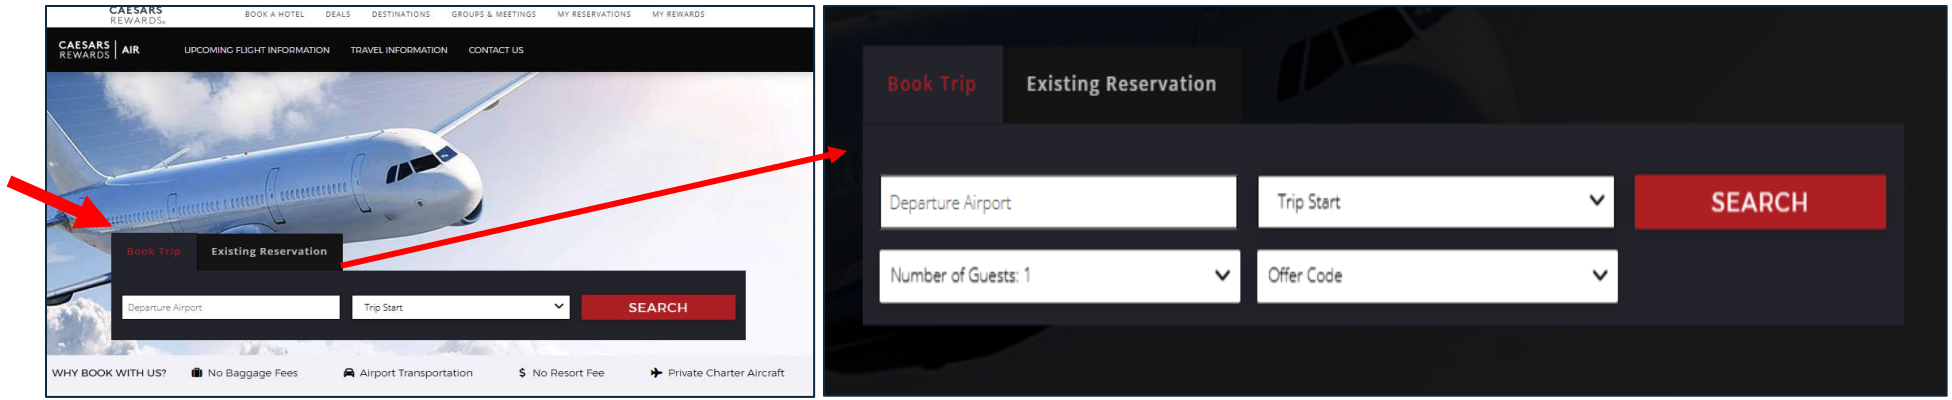 CAESARS
REWARDS.
BOOK A HOTEL DEALS DESTINATIONS GROUPS & MEETINGS MY RESERVATIONS MY REWARDS
CAESARS
REWARDS
AIR
UPCOMING FLIGHT INFORMATION TRAVEL INFORMATION CONTACT US
Book Trip Existing Reservation
Departure Airport Trip Start SEARCH
WHY BOOK WITH US? No Baggage Fees Airport Transportation $ No Resort Fee Private Charter Aircraft
Book Trip Existing Reservation
Departure Airport Trip Start SEARCH
Number of Guests: 1 Offer Code